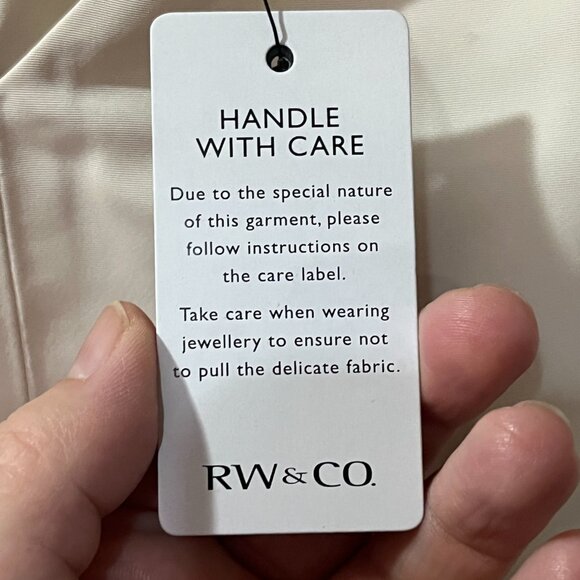 HANDLE
WITH CARE
Due to the special nature
of this garment, please
follow instructions on
the care label.
Take care when wearing
jewellery to ensure not
to pull the delicate fabric.
RW&CO.